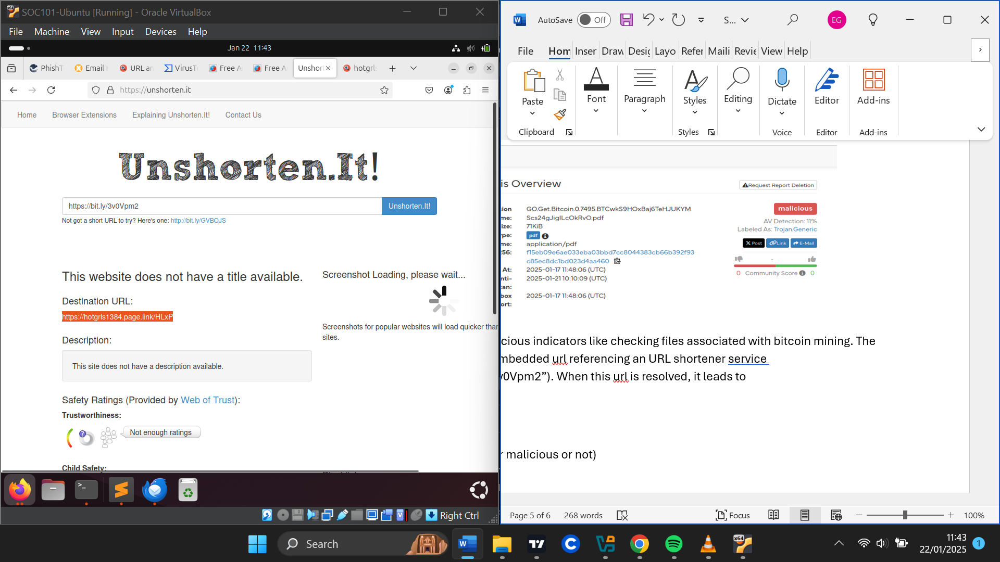 SOC101-Ubuntu [Running] - Oracle VirtualBox
File Machine View Input Devices Help
Jan 22 11:43
PhishT Email URL an VirusT Free A Free A Unshor hotgrl
https://unshorten.it
Home Browser Extensions Explaining Unshorten.It! Contact Us
Unshorten.It!
https://bit.ly/3v0Vpm2 Unshorten.It!
Not got a short URL to try? Here's one: http://bit.ly/GVBQJS
This website does not have a title available.
Screenshot Loading, please wait...
Destination URL:
https://hotgrls1384.page.link/HLxP
Screenshots for popular websites will load quicker than
sites.
Description:
This site does not have a description available.
Safety Ratings (Provided by Web of Trust):
Trustworthiness:
Not enough ratings
Child Safety:
Right Ctrl
AutoSave Off S... EG
File Hom Inser Draw Desig Layo Refer Maili Revie View Help
Paste Font Paragraph Styles Editing Dictate Editor Add-ins
Clipboard Styles Voice Editor Add-ins
is Overview
Request Report Deletion
sion GO.Get.Bitcoin.0.7495.BTCwkS9HOxBaj6TeHJUKYM
me: Scs24gJigILcOkRvO.pdf
ize: 71KiB
pe: pdf
me: application/pdf
256: f15eb09e6ae033eba03bbd7cc8044383cb66b392f93
c85ec8dc1bd023d4aa460
At: 2025-01-17 11:48:06 (UTC)
nti- 2025-01-21 10:10:09 (UTC)
can:
box 2025-01-17 11:48:06 (UTC)
ort:
malicious
AV Detection: 11%
Labeled As: Trojan.Generic
Post Link E-Mail
-
0 Community Score 0
cious indicators like checking files associated with bitcoin mining. The
mbedded url referencing an URL shortener service
v0Vpm2”). When this url is resolved, it leads to
r malicious or not)
Page 5 of 6 268 words Focus 100%
Search
x64
11:43
22/01/2025
1